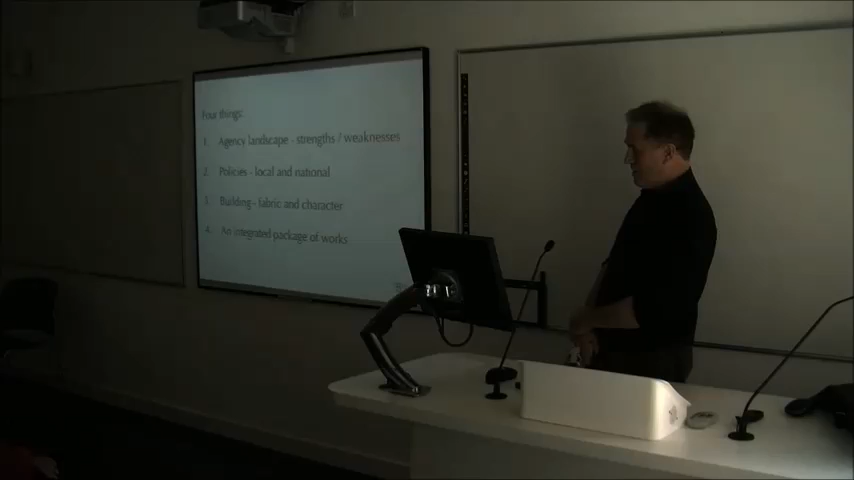 Four things:
1. Agency landscape - strengths / weaknesses
2. Policies - local and national
3. Building - fabric and character
4. An integrated package of works